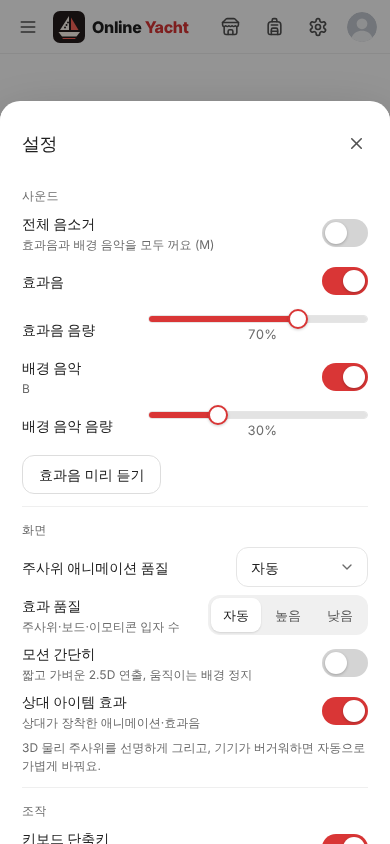 Online Yacht
설정
사운드
전체 음소거
효과음과 배경 음악을 모두 꺼요 (M)
효과음
효과음 음량
70%
배경 음악
B
배경 음악 음량
30%
효과음 미리 듣기
화면
주사위 애니메이션 품질
자동
효과 품질
주사위·보드·이모티콘 입자 수
자동 높음 낮음
모션 간단히
짧고 가벼운 2.5D 연출, 움직이는 배경 정지
상대 아이템 효과
상대가 장착한 애니메이션·효과음
3D 물리 주사위를 선명하게 그리고, 기기가 버거워하면 자동으로
가볍게 바꿔요.
조작
키보드 단축키